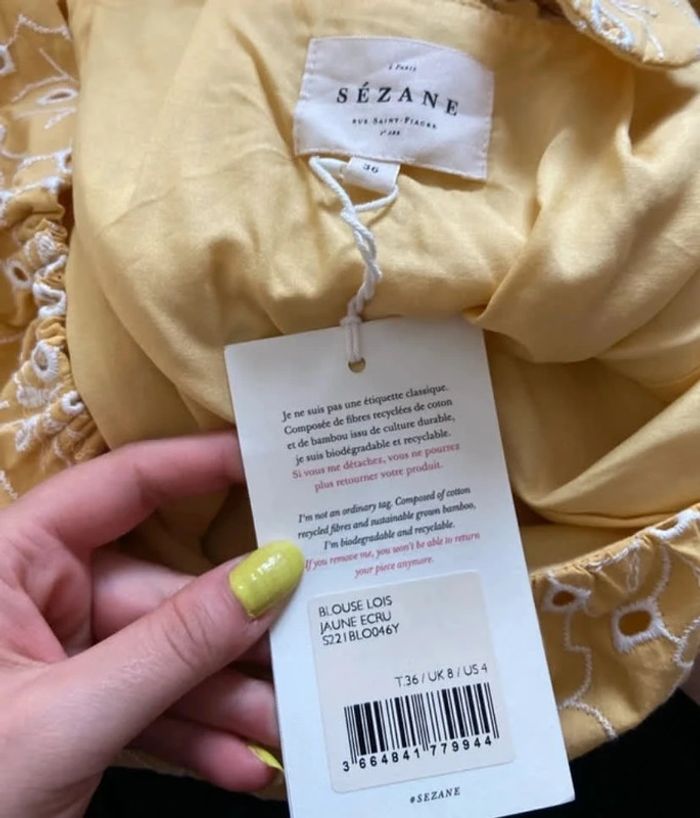 À PARIS
SÉZANE
RUE SAINT-FIACRE
2e ARR
36
Je ne suis pas une étiquette classique.
Composée de fibres recyclées de coton
et de bambou issu de culture durable,
je suis biodégradable et recyclable.
Si vous me détachez, vous ne pourrez
plus retourner votre produit.
I'm not an ordinary tag. Composed of cotton
recycled fibres and sustainable grown bamboo,
I'm biodegradable and recyclable.
If you remove me, you won't be able to return
your piece anymore.
BLOUSE LOIS
JAUNE ECRU
S221BLO046Y
T.36 / UK 8 / US 4
3 664841 779944
#SEZANE